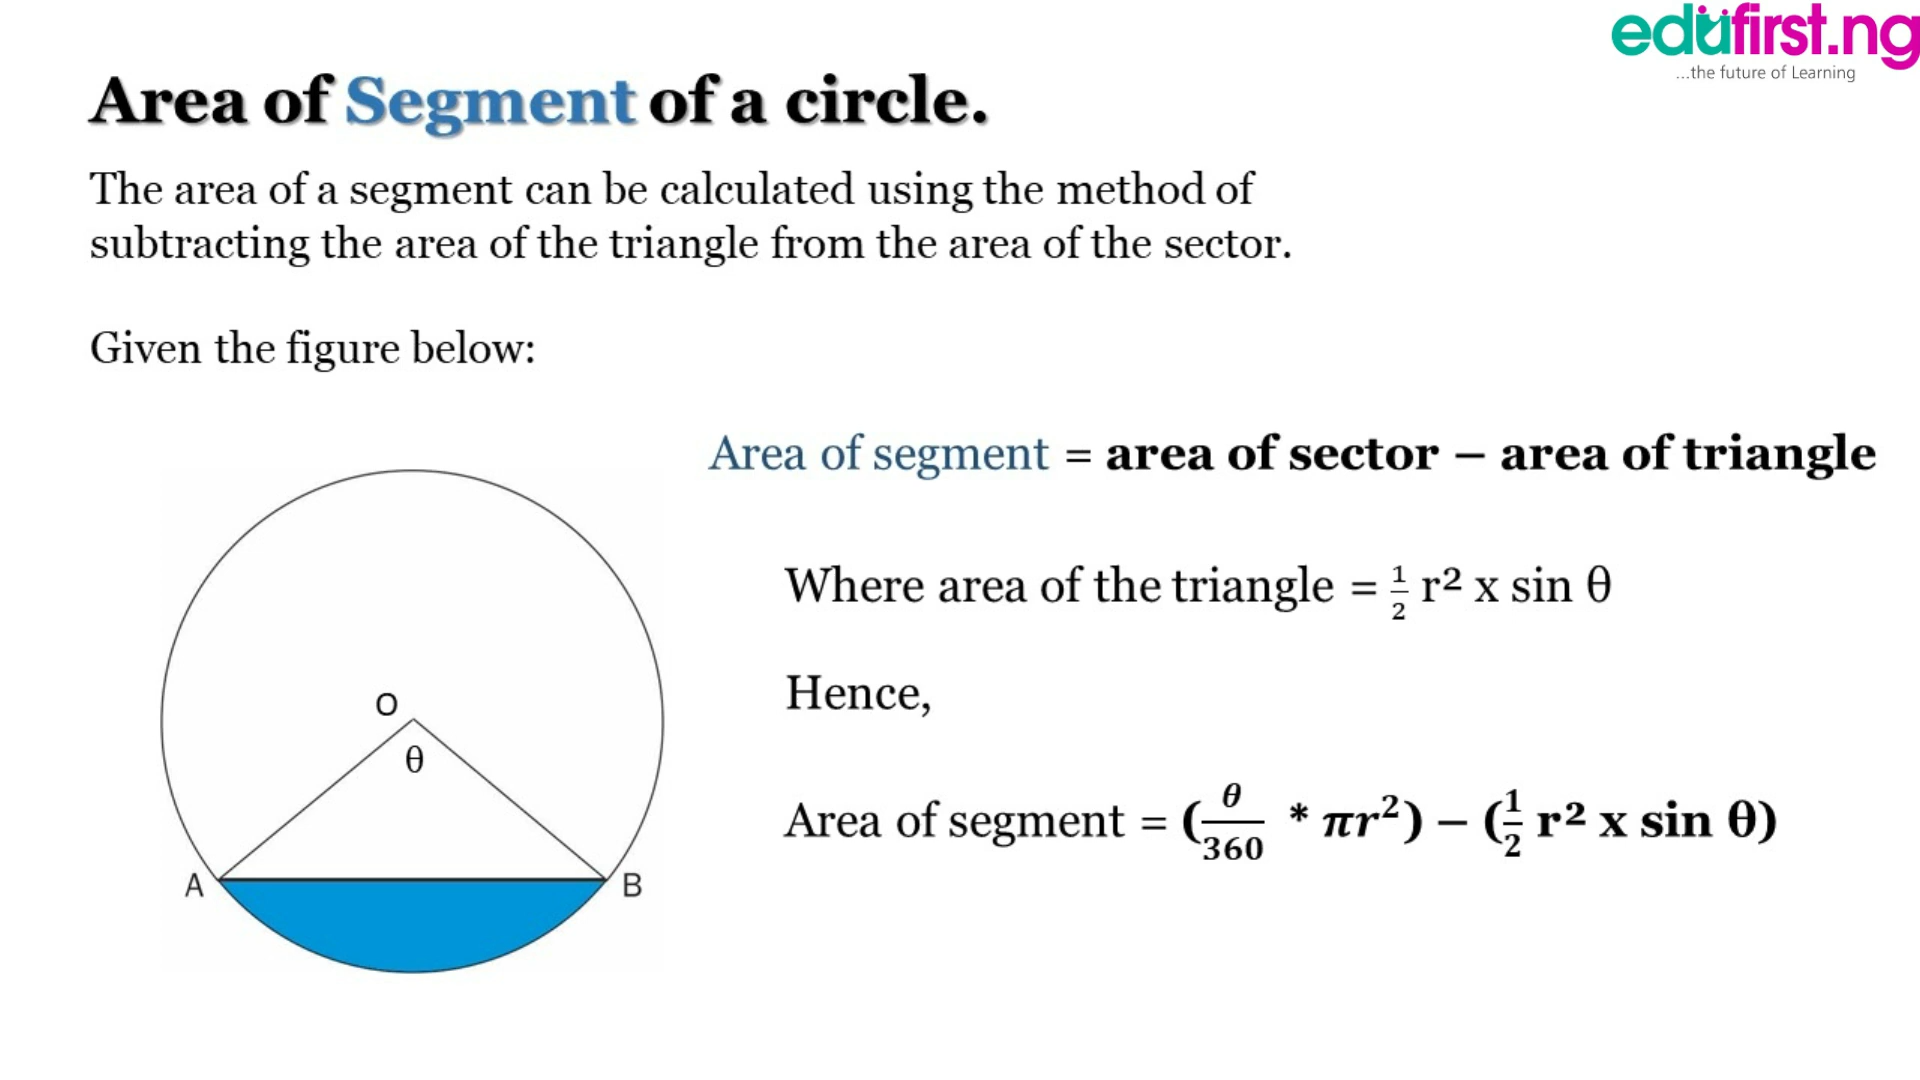 edufirst.ng
...the future of Learning
Area of Segment of a circle.
The area of a segment can be calculated using the method of
subtracting the area of the triangle from the area of the sector.
Given the figure below:
Area of segment = area of sector – area of triangle
Where area of the triangle = 1/2 r² x sin θ
Hence,
Area of segment = (θ/360 * πr²) – (1/2 r² x sin θ)
O
θ
A
B